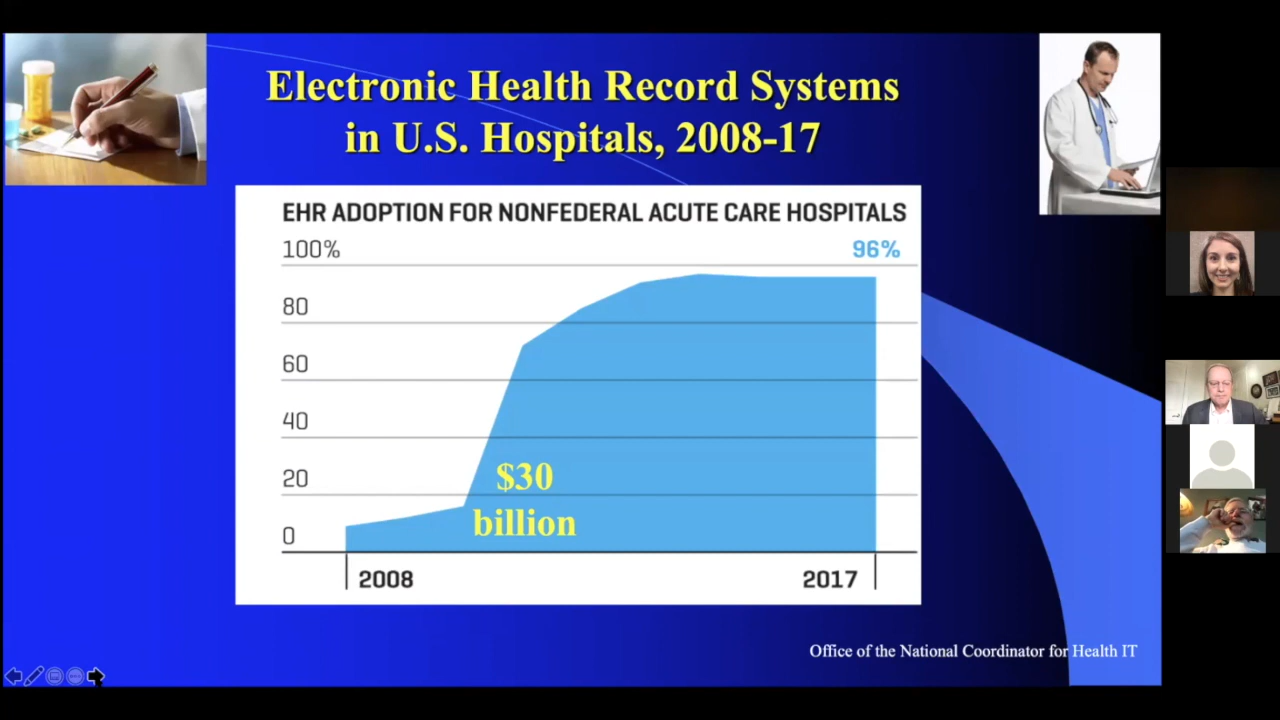 Electronic Health Record Systems
in U.S. Hospitals, 2008-17
EHR ADOPTION FOR NONFEDERAL ACUTE CARE HOSPITALS
100%
96%
80
60
40
20
0
$30
billion
2008
2017
Office of the National Coordinator for Health IT